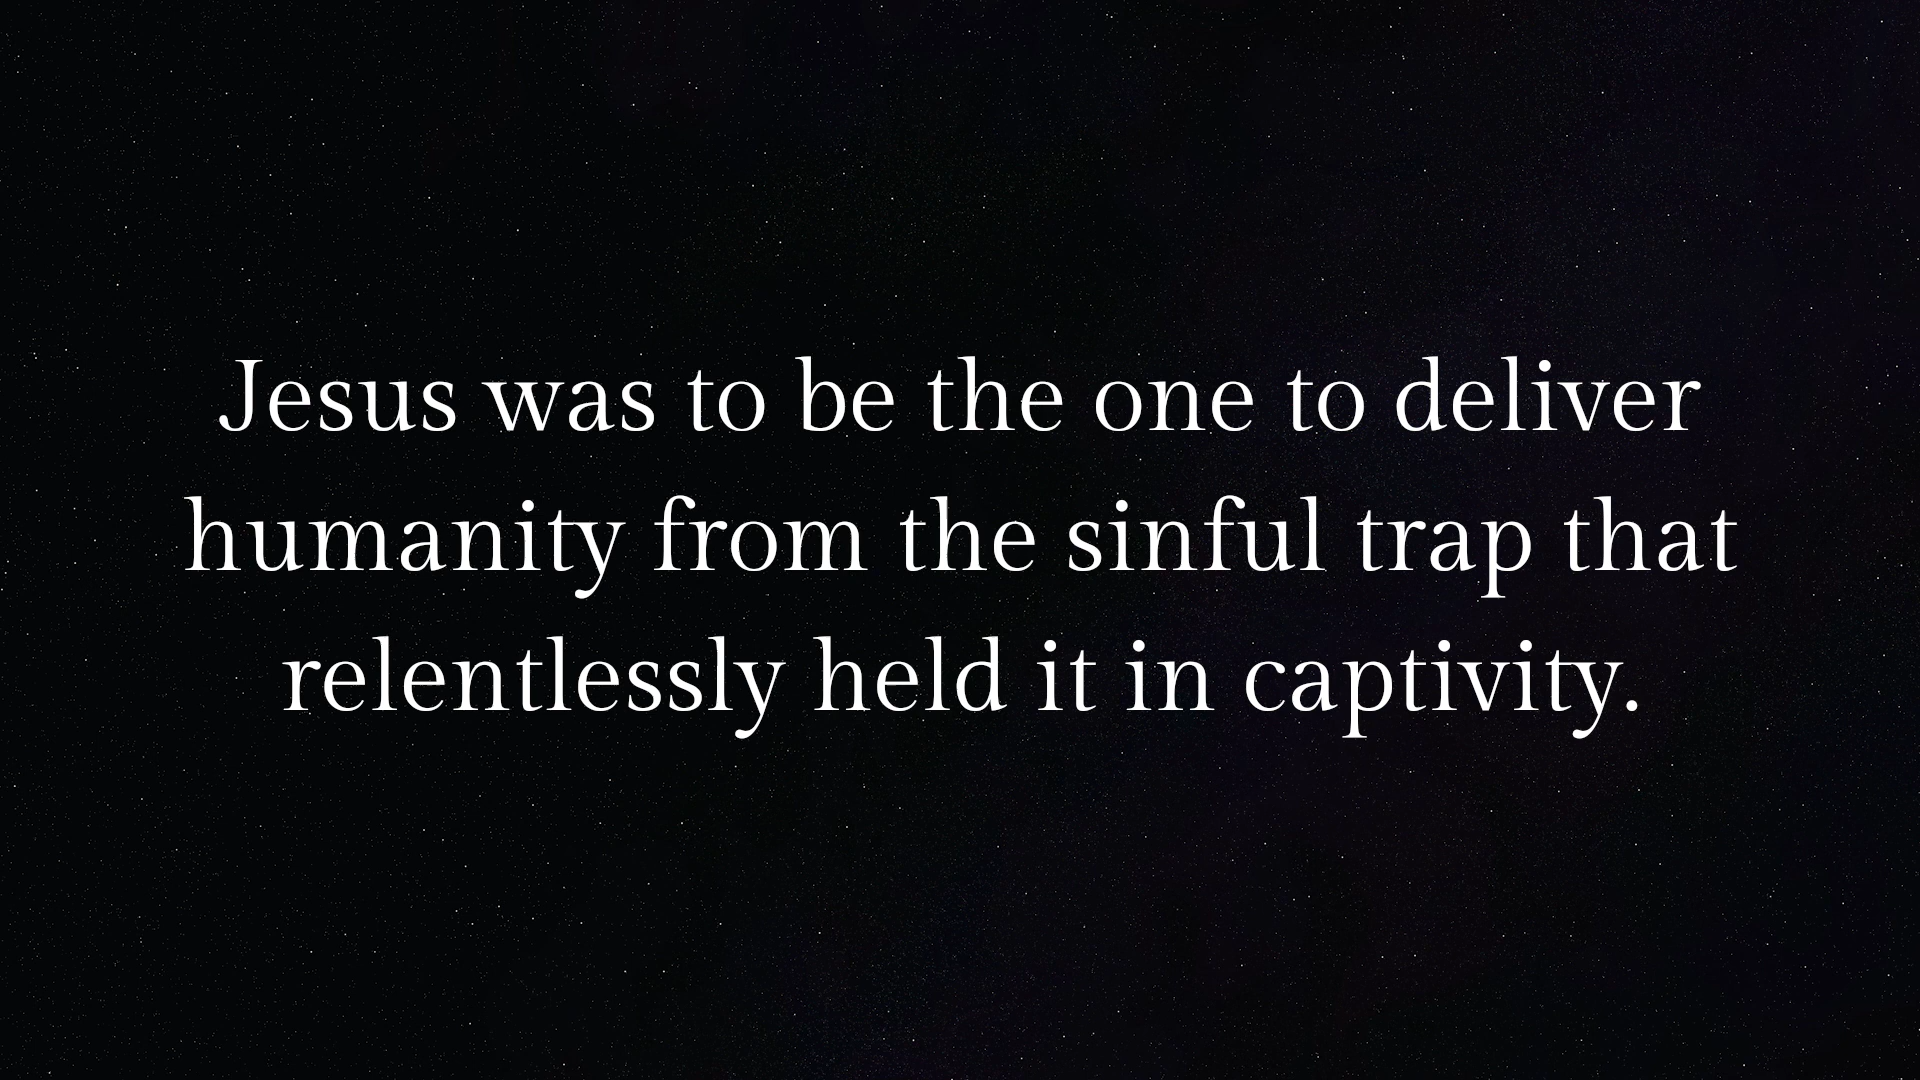 Jesus was to be the one to deliver
humanity from the sinful trap that
relentlessly held it in captivity.